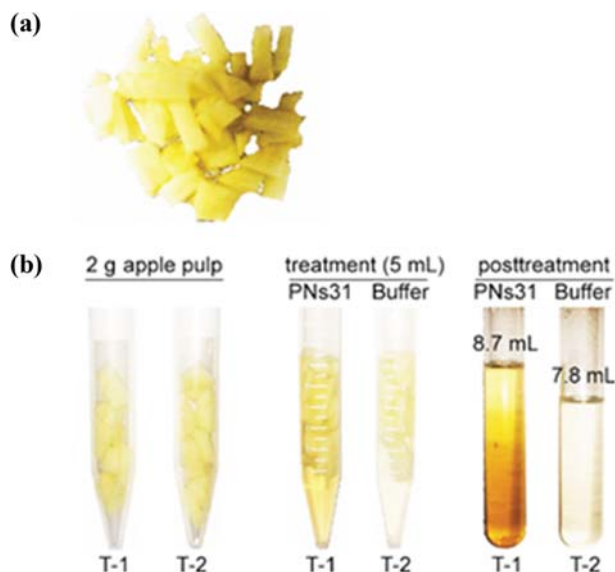 (a)
(b)
2 g apple pulp
treatment (5 mL)
posttreatment
PNs31 Buffer
PNs31 Buffer
8.7 mL
7.8 mL
T-1 T-2
T-1 T-2
T-1 T-2